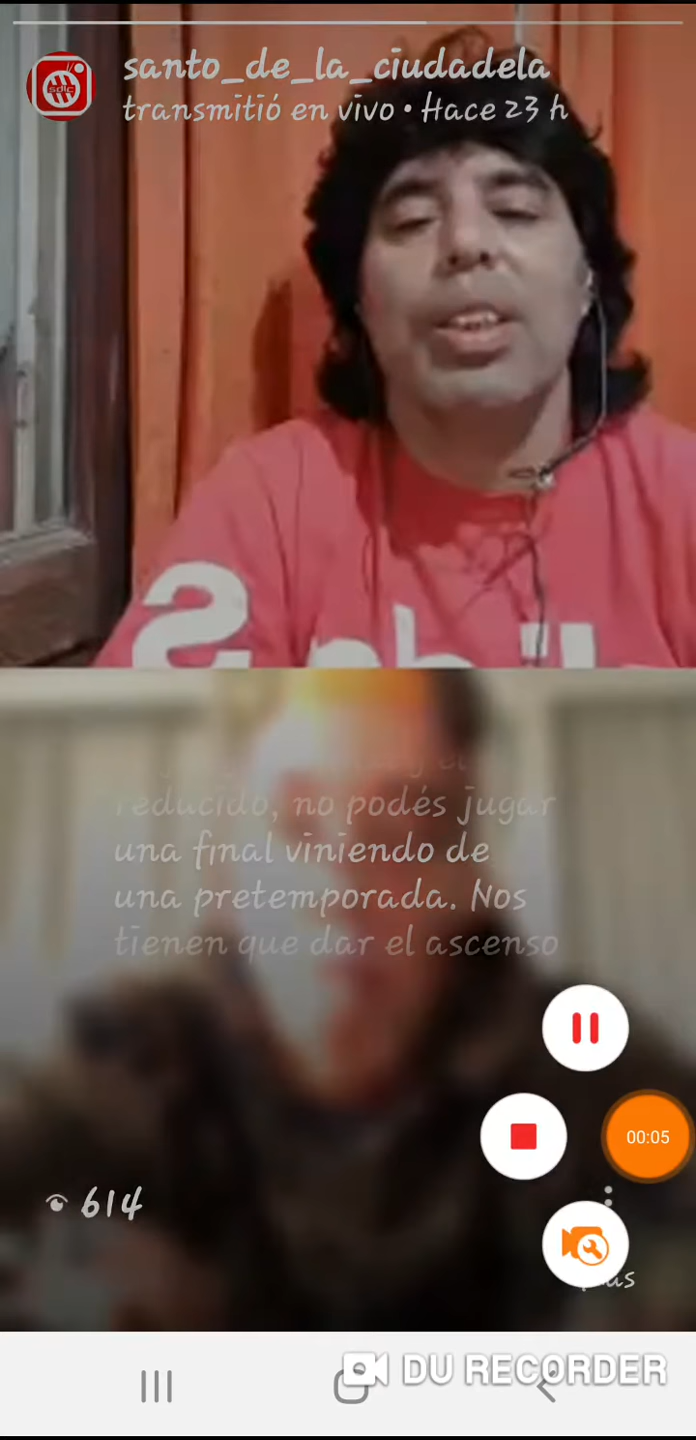 santo_de_la_ciudadela
transmitió en vivo • Hace 23 h
sdlc
reducido, no podés jugar
una final viniendo de
una pretemporada. Nos
tienen que dar el ascenso
00:05
614
DU RECORDER